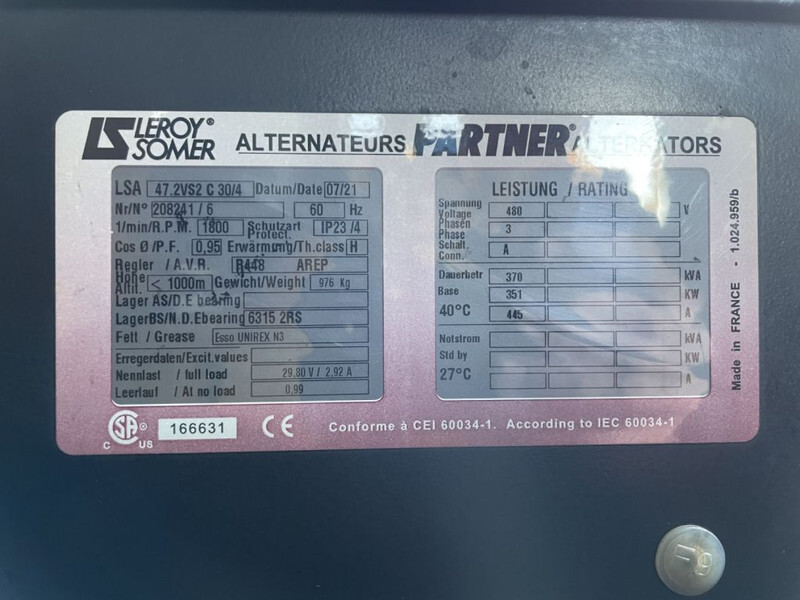 LEROY®
SOMER
ALTERNATEURS PARTNER® ALTERNATORS
LSA 47.2VS2 C 30/4 Datum/Date 07/21
Nr/N° 208241 / 6 60 Hz
1/min/R.P.M. 1800 Schutzart Protect. IP23 /4
Cos Ø /P.F. 0,95 Erwärmung/Th.class H
Regler / A.V.R. R448 AREP
Höhe Altit. < 1000m Gewicht/Weight 976 Kg
Lager AS/D.E bearing
LagerBS/N.D.Ebearing 6315 2RS
Fett / Grease Esso UNIREX N3
Erregerdaten/Excit.values
Nennlast / full load 29.80 V / 2,92 A
Leerlauf / At no load 0,99
LEISTUNG / RATING
Spannung
Voltage 480 V
Phasen
Phase 3
Schalt.
Conn. A
Dauerbetr 370 kVA
Base 351 KW
40°C 445 A
Notstrom kVA
Std by KW
27°C A
Made in FRANCE - 1.024.959/b
SA®
C US
166631
CE
Conforme à CEI 60034-1. According to IEC 60034-1